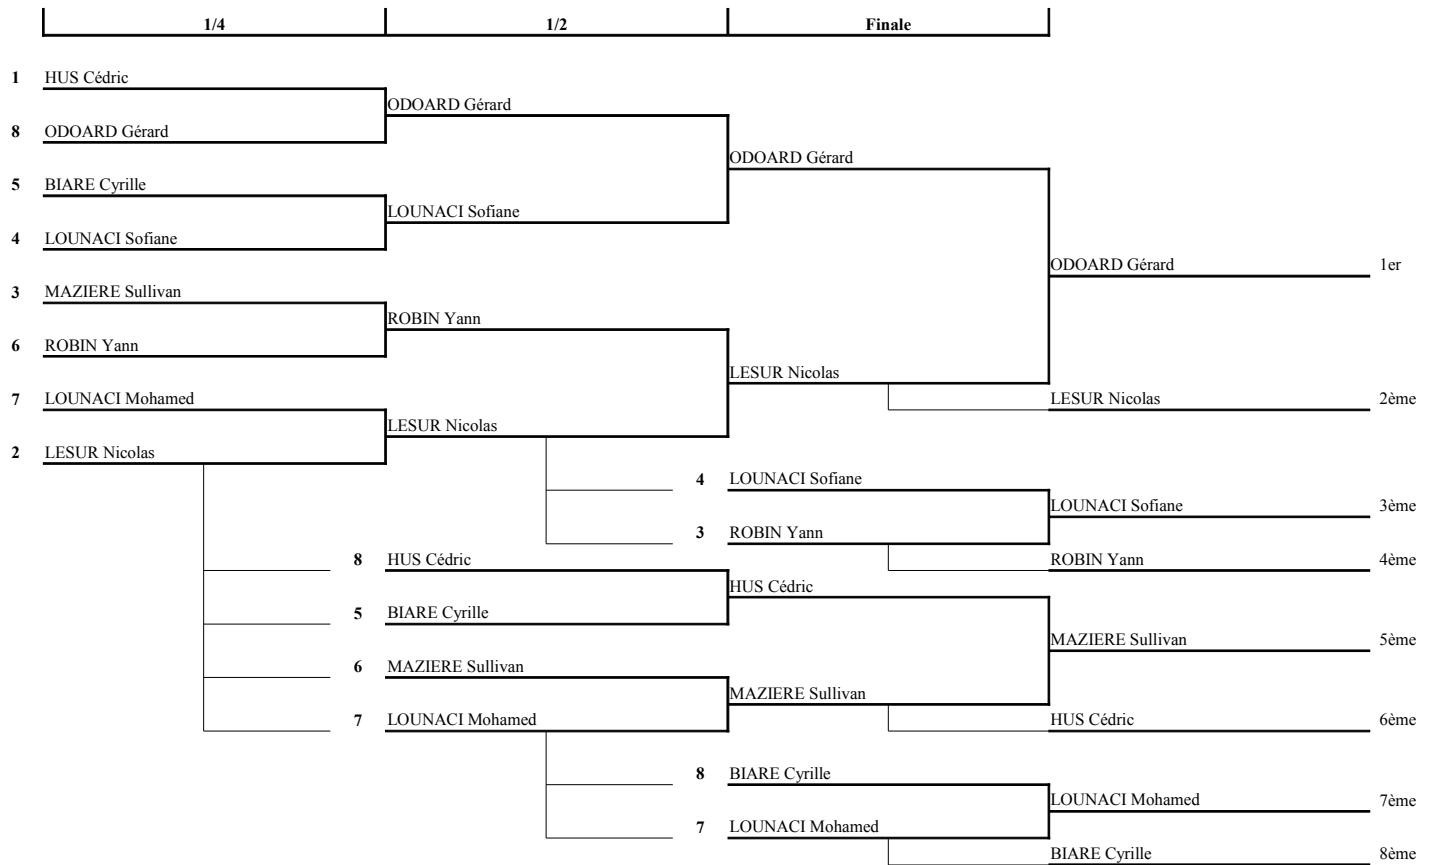 1/4 1/2 Finale
1 HUS Cédric
ODOARD Gérard
8 ODOARD Gérard
ODOARD Gérard
5 BIARE Cyrille
LOUNACI Sofiane
4 LOUNACI Sofiane
ODOARD Gérard 1er
3 MAZIERE Sullivan
ROBIN Yann
6 ROBIN Yann
LESUR Nicolas
7 LOUNACI Mohamed
LESUR Nicolas 2ème
LESUR Nicolas
2 LESUR Nicolas
4 LOUNACI Sofiane
LOUNACI Sofiane 3ème
3 ROBIN Yann
8 HUS Cédric
ROBIN Yann 4ème
HUS Cédric
5 BIARE Cyrille
MAZIERE Sullivan 5ème
6 MAZIERE Sullivan
MAZIERE Sullivan
7 LOUNACI Mohamed
HUS Cédric 6ème
8 BIARE Cyrille
LOUNACI Mohamed 7ème
7 LOUNACI Mohamed
BIARE Cyrille 8ème